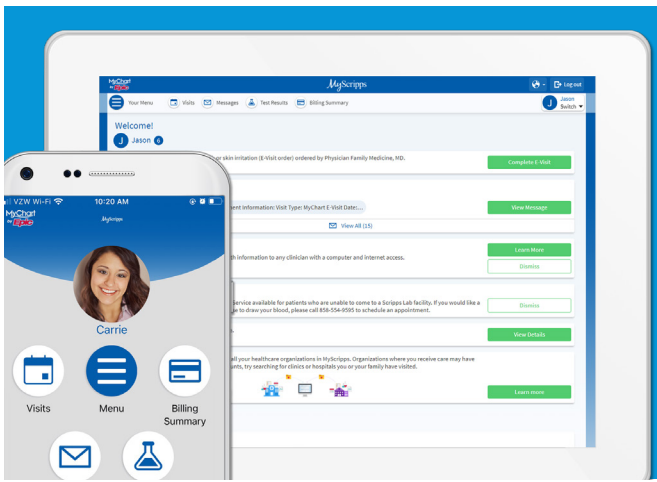 MyChart
by Epic
MyScripps
Log out
Your Menu
Visits
Messages
Test Results
Billing Summary
J
Jason
Switch
Welcome!
J
Jason
6
or skin irritation (E-Visit order) ordered by Physician Family Medicine, MD.
Complete E-Visit
ment Information: Visit Type: MyChart E-Visit Date:...
View Message
View All (15)
th information to any clinician with a computer and internet access.
Learn More
Dismiss
service available for patients who are unable to come to a Scripps Lab facility. If you would like a
to draw your blood, please call 858-554-9595 to schedule an appointment.
Dismiss
View Details
all your healthcare organizations in MyScripps. Organizations where you receive care may have
unts, try searching for clinics or hospitals you or your family have visited.
Learn more
VZW Wi-Fi
10:20 AM
MyChart
by Epic
MyScripps
Carrie
Visits
Menu
Billing
Summary